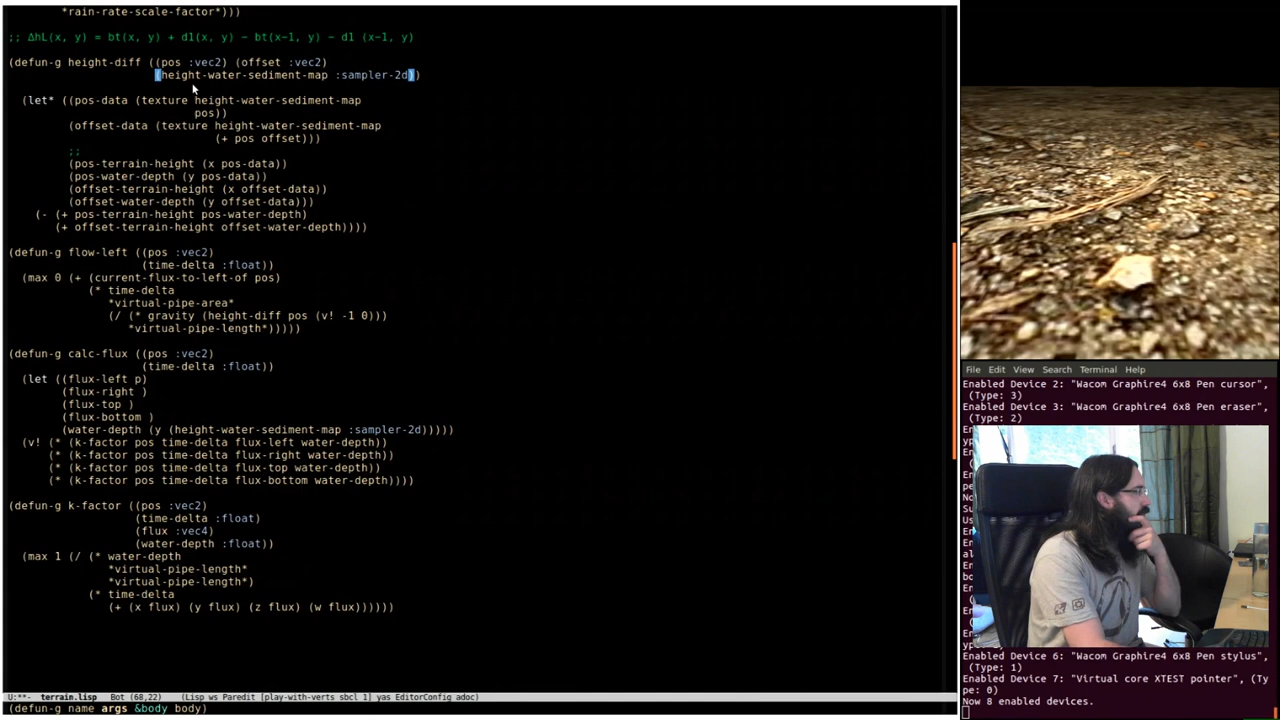 *rain-rate-scale-factor*)))
;; ΔhL(x, y) = bt(x, y) + d1(x, y) − bt(x−1, y) − d1 (x−1, y)
(defun-g height-diff ((pos :vec2) (offset :vec2)
(height-water-sediment-map :sampler-2d))
(let* ((pos-data (texture height-water-sediment-map
pos))
(offset-data (texture height-water-sediment-map
(+ pos offset)))
;;
(pos-terrain-height (x pos-data))
(pos-water-depth (y pos-data))
(offset-terrain-height (x offset-data))
(offset-water-depth (y offset-data)))
(- (+ pos-terrain-height pos-water-depth)
(+ offset-terrain-height offset-water-depth))))
(defun-g flow-left ((pos :vec2)
(time-delta :float))
(max 0 (+ (current-flux-to-left-of pos)
(* time-delta
*virtual-pipe-area*
(/ (* gravity (height-diff pos (v! -1 0)))
*virtual-pipe-length*)))))
(defun-g calc-flux ((pos :vec2)
(time-delta :float))
(let ((flux-left p)
(flux-right )
(flux-top )
(flux-bottom )
(water-depth (y (height-water-sediment-map :sampler-2d)))))
(v! (* (k-factor pos time-delta flux-left water-depth))
(* (k-factor pos time-delta flux-right water-depth))
(* (k-factor pos time-delta flux-top water-depth))
(* (k-factor pos time-delta flux-bottom water-depth))))
(defun-g k-factor ((pos :vec2)
(time-delta :float)
(flux :vec4)
(water-depth :float))
(max 1 (/ (* water-depth
*virtual-pipe-length*
*virtual-pipe-length*)
(* time-delta
(+ (x flux) (y flux) (z flux) (w flux))))))
U:**- terrain.lisp Bot (68,22) (Lisp ws Paredit [play-with-verts sbcl 1] yas EditorConfig adoc)
(defun-g name args &body body)
File Edit View Search Terminal Help
Enabled Device 2: "Wacom Graphire4 6x8 Pen cursor",
(Type: 3)
Enabled Device 3: "Wacom Graphire4 6x8 Pen eraser",
(Type: 2)
Enabled Device 6: "Wacom Graphire4 6x8 Pen stylus",
(Type: 1)
Enabled Device 7: "Virtual core XTEST pointer", (Ty
pe: 0)
Now 8 enabled devices.